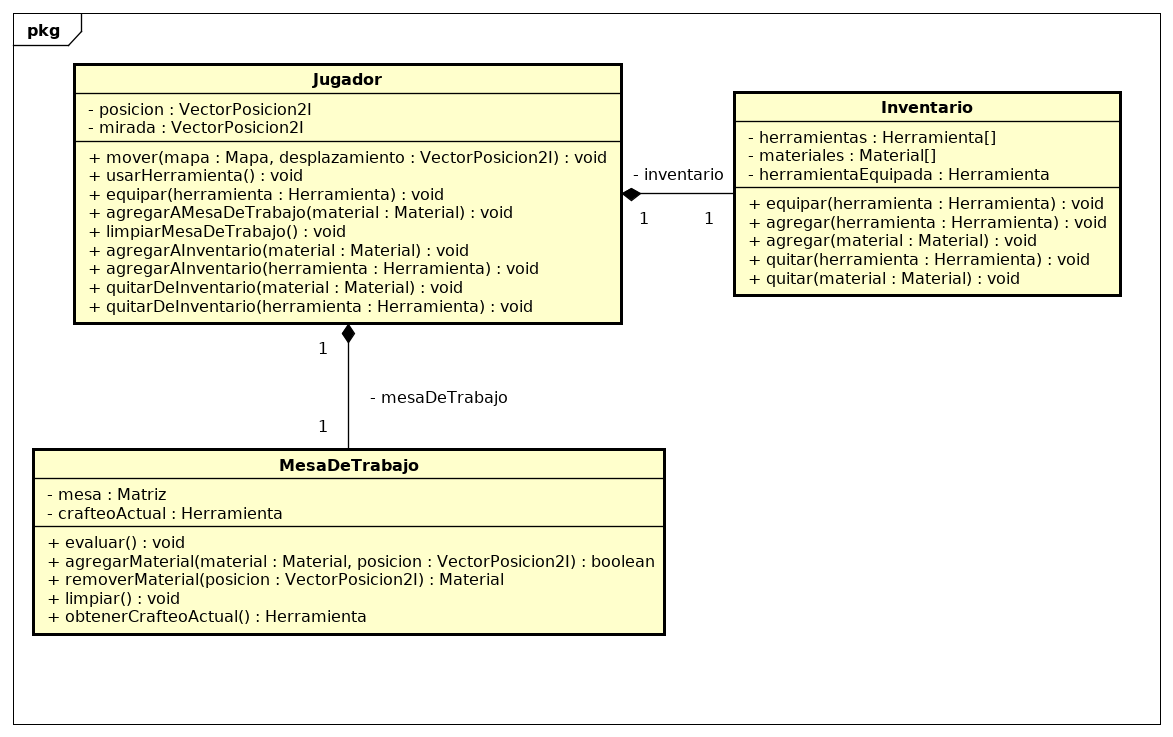 pkg
Jugador
- posicion : VectorPosicion2I
- mirada : VectorPosicion2I
+ mover(mapa : Mapa, desplazamiento : VectorPosicion2I) : void
+ usarHerramienta() : void
+ equipar(herramienta : Herramienta) : void
+ agregarAMesaDeTrabajo(material : Material) : void
+ limpiarMesaDeTrabajo() : void
+ agregarAInventario(material : Material) : void
+ agregarAInventario(herramienta : Herramienta) : void
+ quitarDeInventario(material : Material) : void
+ quitarDeInventario(herramienta : Herramienta) : void
- inventario
1 1
Inventario
- herramientas : Herramienta[]
- materiales : Material[]
- herramientaEquipada : Herramienta
+ equipar(herramienta : Herramienta) : void
+ agregar(herramienta : Herramienta) : void
+ agregar(material : Material) : void
+ quitar(herramienta : Herramienta) : void
+ quitar(material : Material) : void
1
- mesaDeTrabajo
1
MesaDeTrabajo
- mesa : Matriz
- crafteoActual : Herramienta
+ evaluar() : void
+ agregarMaterial(material : Material, posicion : VectorPosicion2I) : boolean
+ removerMaterial(posicion : VectorPosicion2I) : Material
+ limpiar() : void
+ obtenerCrafteoActual() : Herramienta